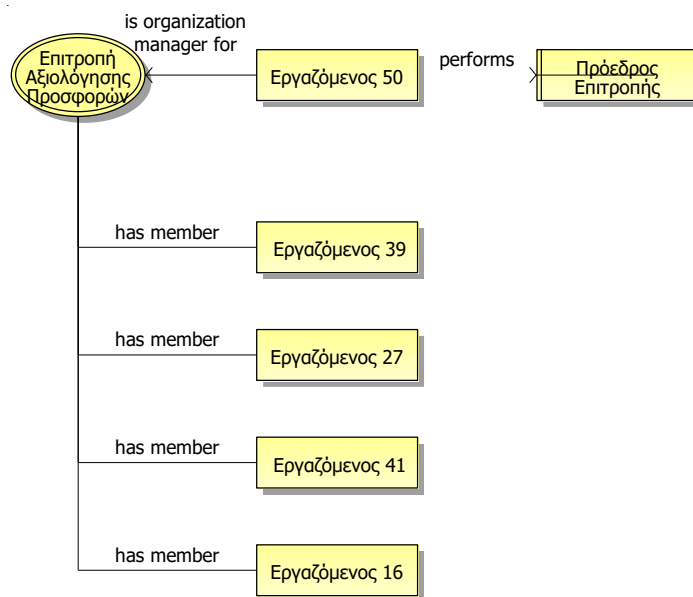 is organization
manager for
Επιτροπή
Αξιολόγησης
Προσφορών
Εργαζόμενος 50
performs
Πρόεδρος
Επιτροπής
has member
Εργαζόμενος 39
has member
Εργαζόμενος 27
has member
Εργαζόμενος 41
has member
Εργαζόμενος 16